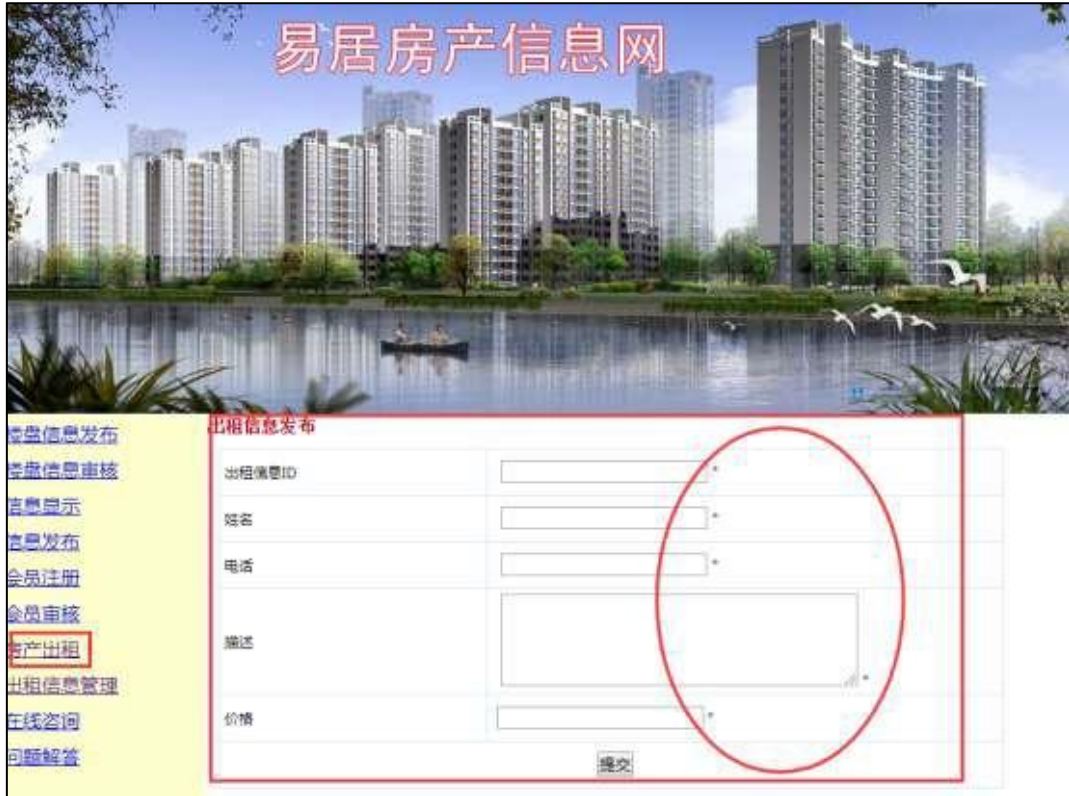 易居房产信息网
楼盘信息发布
楼盘信息审核
信息显示
信息发布
会员注册
会员审核
房产出租
出租信息管理
在线咨询
问题解答
出租信息发布
出租信息ID *
姓名 *
电话 *
描述 *
价格 *
提交